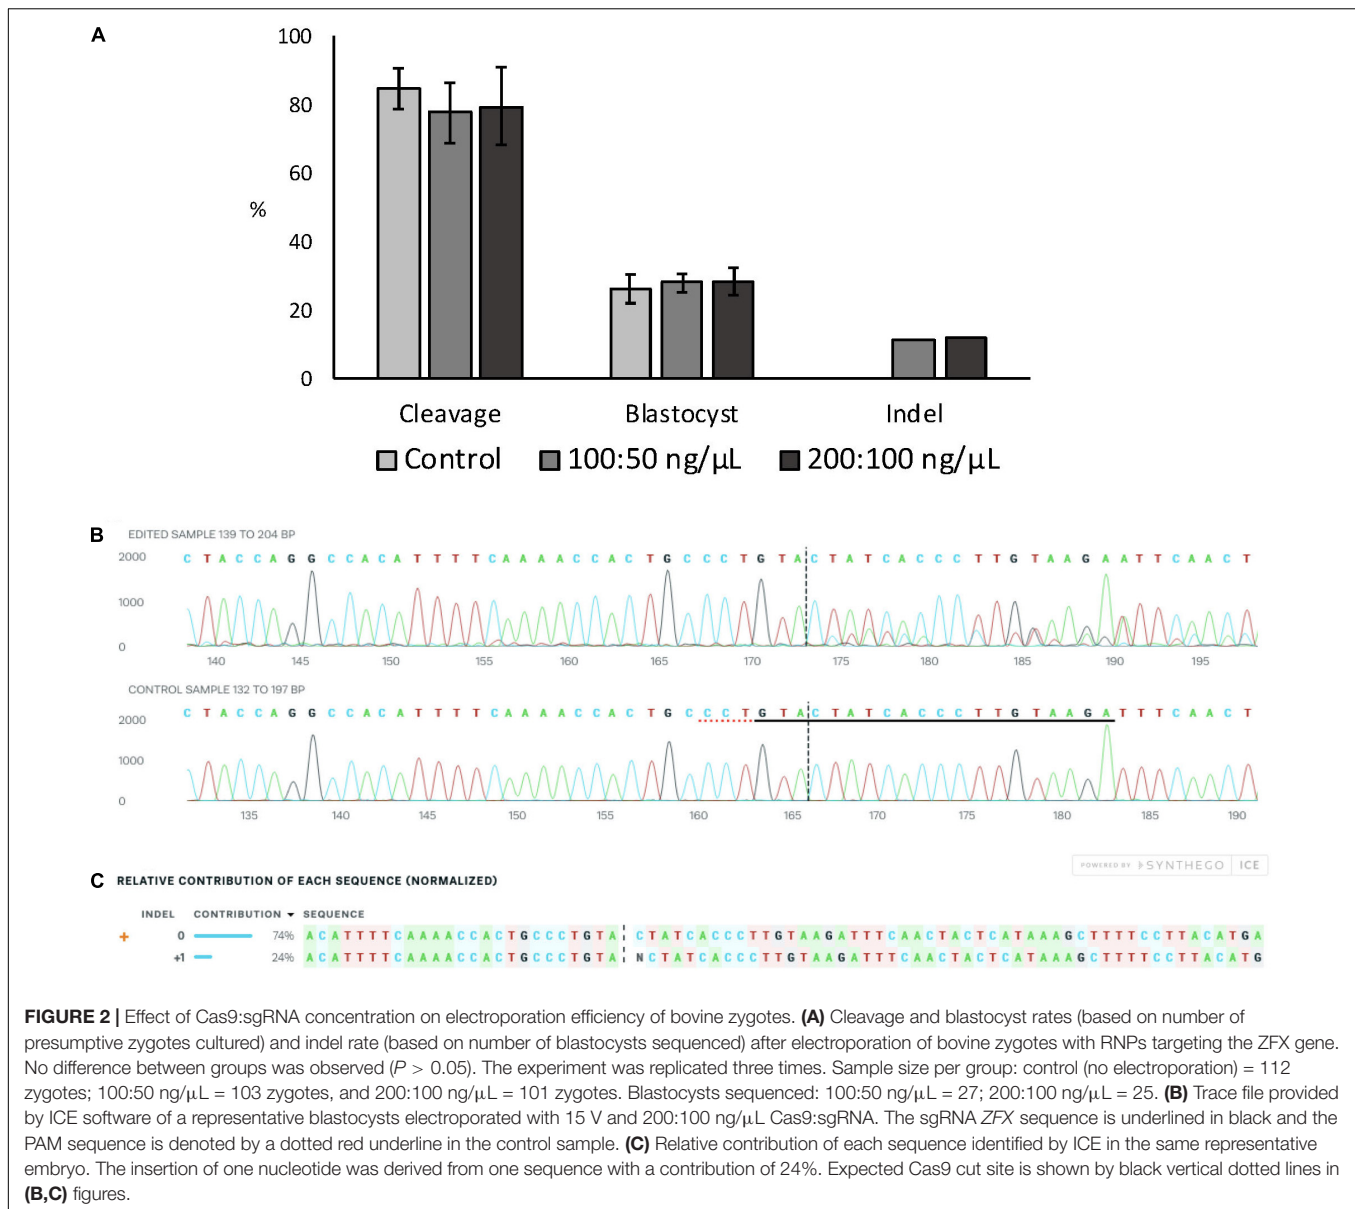 A
100
80
60
%
40
20
0
Cleavage Blastocyst Indel
Control 100:50 ng/µL 200:100 ng/µL
B EDITED SAMPLE 139 TO 204 BP
2000 C T A C C A G G C C A C A T T T T C A A A A C C A C T G C C C T G T A C T A T C A C C C T T G T A A G A A T T C A A C T
1000
0
140 145 150 155 160 165 170 175 180 185 190 195
CONTROL SAMPLE 132 TO 197 BP
2000 C T A C C A G G C C A C A T T T T C A A A A C C A C T G C C C T G T A C T A T C A C C C T T G T A A G A T T T C A A C T
1000
0
135 140 145 150 155 160 165 170 175 180 185 190
POWERED BY SYNTHEGO ICE
C RELATIVE CONTRIBUTION OF EACH SEQUENCE (NORMALIZED)
INDEL CONTRIBUTION SEQUENCE
+ 0 74% A C A T T T T C A A A A C C A C T G C C C T G T A C T A T C A C C C T T G T A A G A T T T C A A C T A C T C A T A A A G C T T T T C C T T A C A T G A
+1 24% A C A T T T T C A A A A C C A C T G C C C T G T A N C T A T C A C C C T T G T A A G A T T T C A A C T A C T C A T A A A G C T T T T C C T T A C A T G
FIGURE 2 | Effect of Cas9:sgRNA concentration on electroporation efficiency of bovine zygotes. (A) Cleavage and blastocyst rates (based on number of
presumptive zygotes cultured) and indel rate (based on number of blastocysts sequenced) after electroporation of bovine zygotes with RNPs targeting the ZFX gene.
No difference between groups was observed (P > 0.05). The experiment was replicated three times. Sample size per group: control (no electroporation) = 112
zygotes; 100:50 ng/µL = 103 zygotes, and 200:100 ng/µL = 101 zygotes. Blastocysts sequenced: 100:50 ng/µL = 27; 200:100 ng/µL = 25. (B) Trace file provided
by ICE software of a representative blastocysts electroporated with 15 V and 200:100 ng/µL Cas9:sgRNA. The sgRNA ZFX sequence is underlined in black and the
PAM sequence is denoted by a dotted red underline in the control sample. (C) Relative contribution of each sequence identified by ICE in the same representative
embryo. The insertion of one nucleotide was derived from one sequence with a contribution of 24%. Expected Cas9 cut site is shown by black vertical dotted lines in
(B,C) figures.